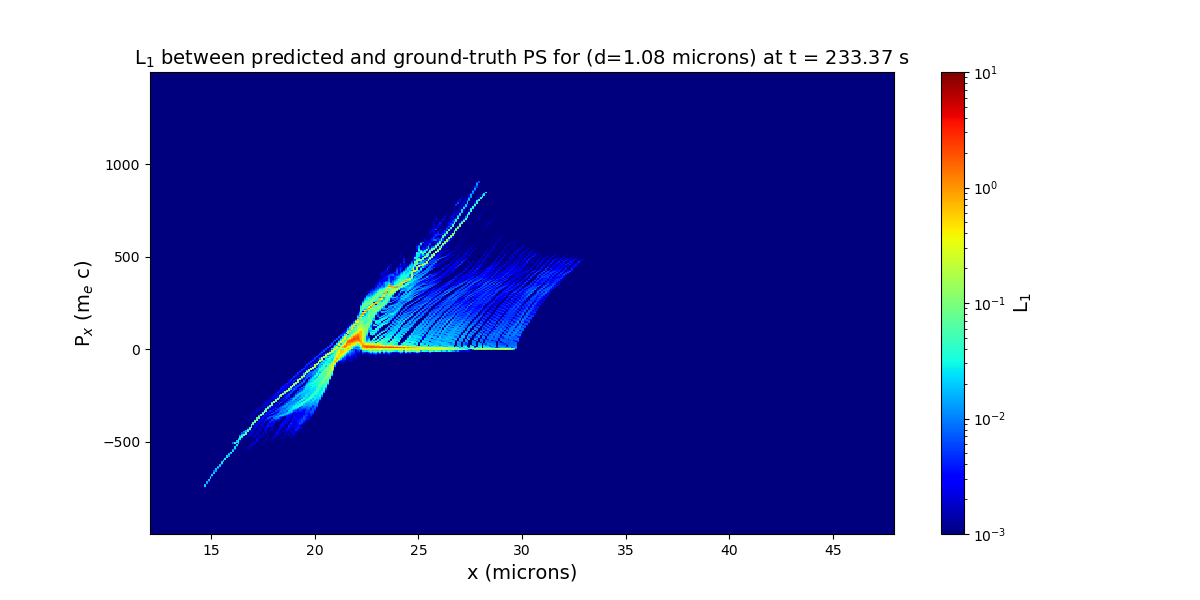 L₁ between predicted and ground-truth PS for (d=1.08 microns) at t = 233.37 s
Pₓ (mₑ c)
1000
500
0
−500
15 20 25 30 35 40 45
x (microns)
10¹
10⁰
10⁻¹
10⁻²
10⁻³
L₁